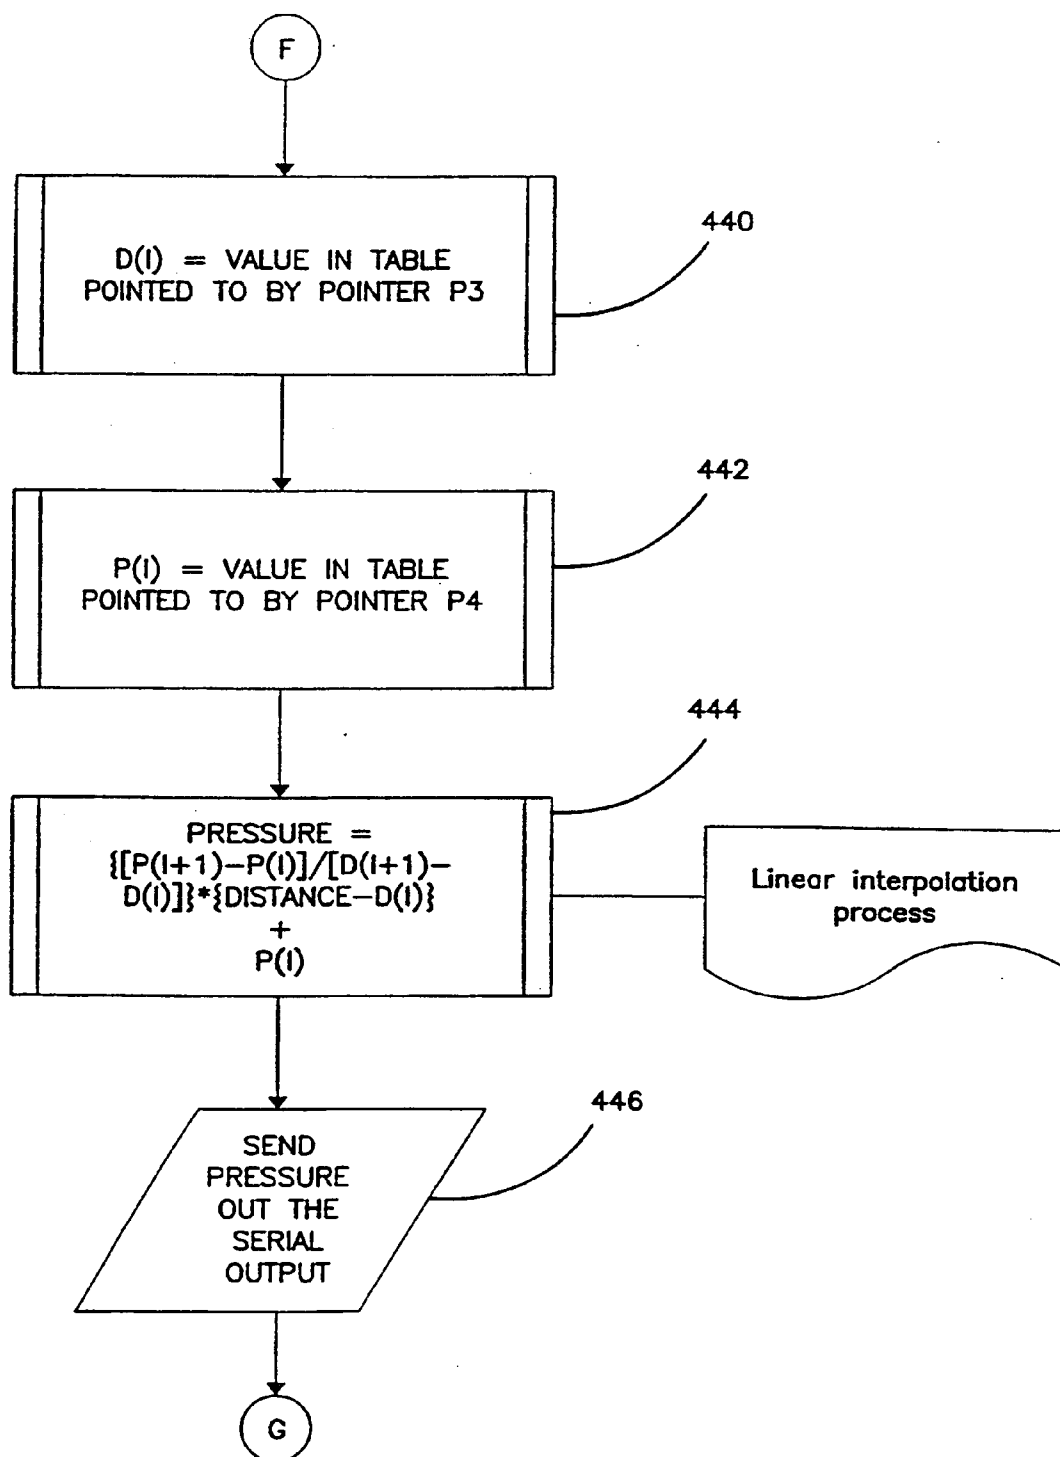 F
D(I) = VALUE IN TABLE
POINTED TO BY POINTER P3
440
P(I) = VALUE IN TABLE
POINTED TO BY POINTER P4
442
444
PRESSURE =
{[P(I+1)-P(I)]/[D(I+1)-
D(I)]}*{DISTANCE-D(I)}
+
P(I)
Linear interpolation
process
446
SEND
PRESSURE
OUT THE
SERIAL
OUTPUT
G